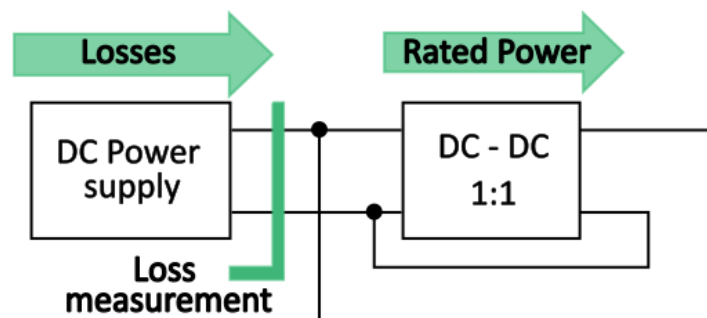 Losses
Rated Power
DC Power
supply
DC - DC
1:1
Loss
measurement